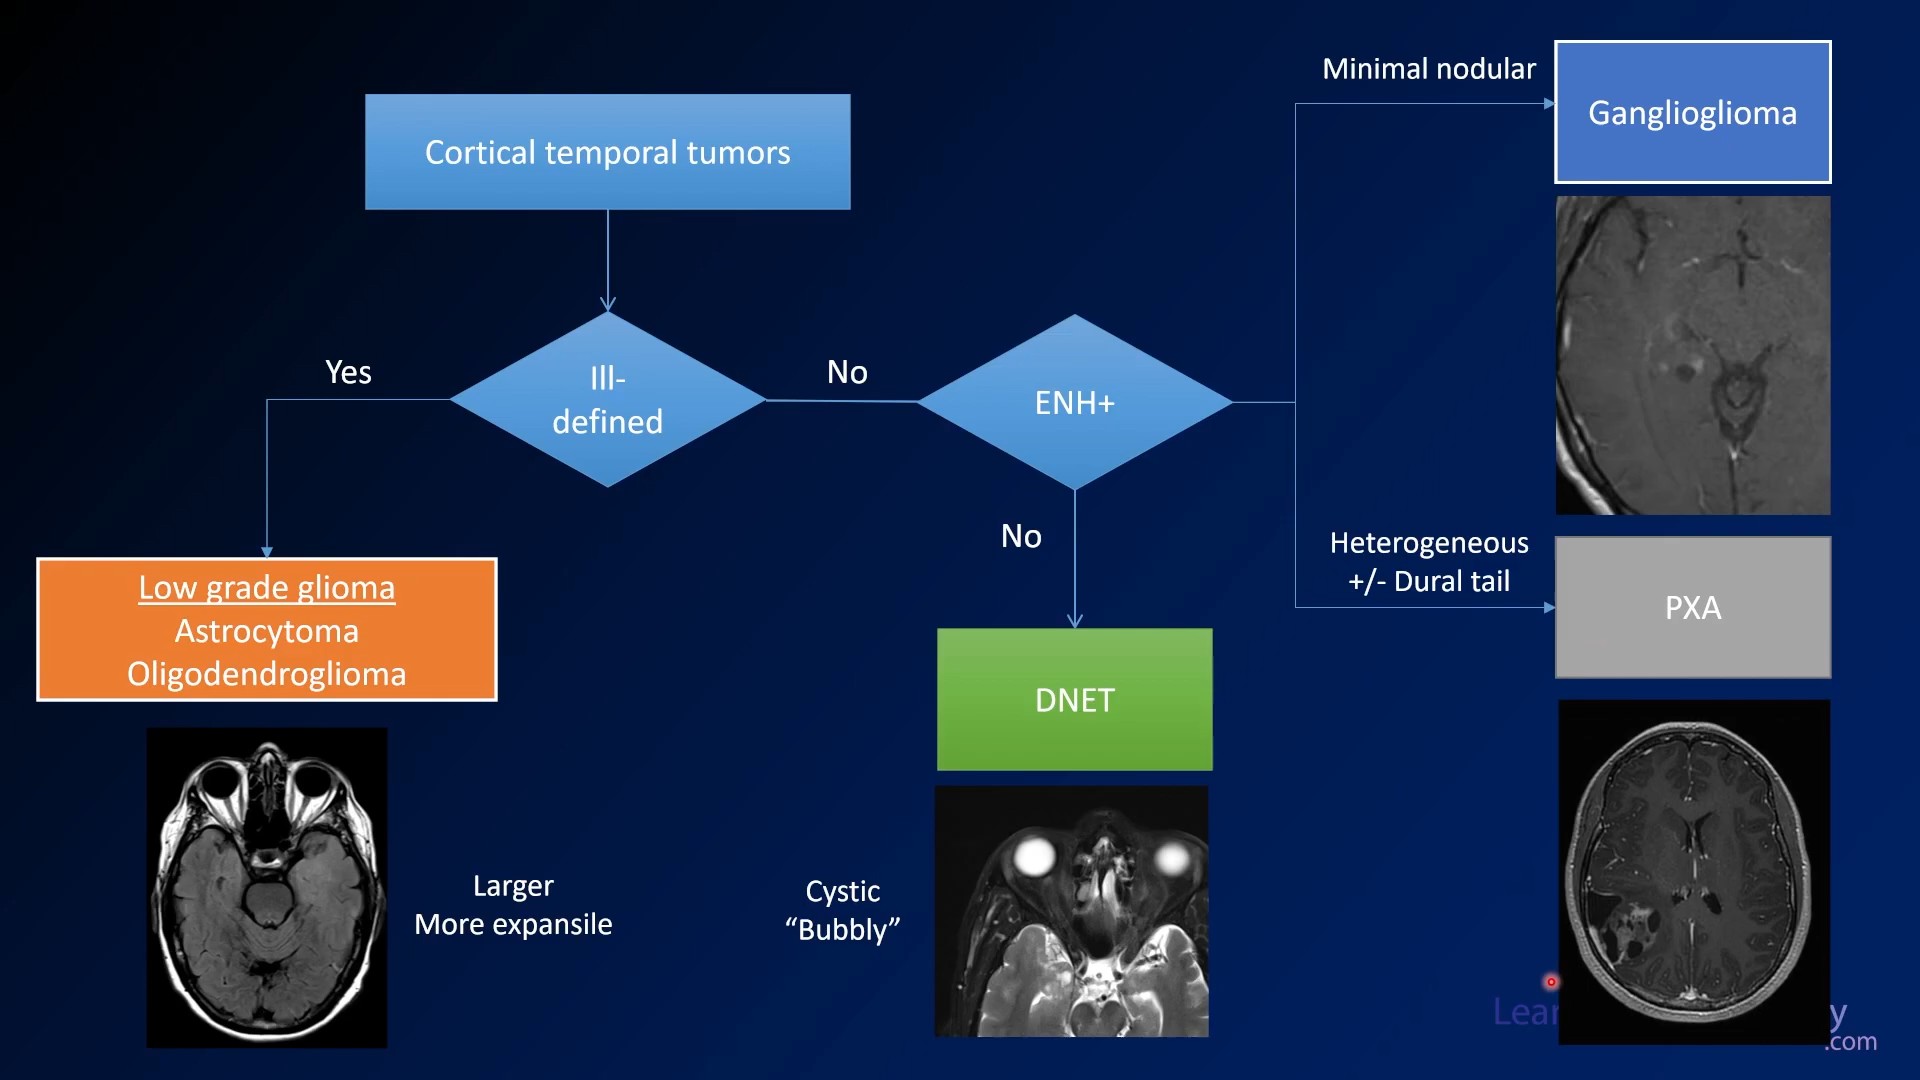 Cortical temporal tumors
Ill-
defined
Yes
No
ENH+
No
Minimal nodular
Ganglioglioma
Heterogeneous
+/- Dural tail
PXA
DNET
Low grade glioma
Astrocytoma
Oligodendroglioma
Larger
More expansile
Cystic
“Bubbly”
.com